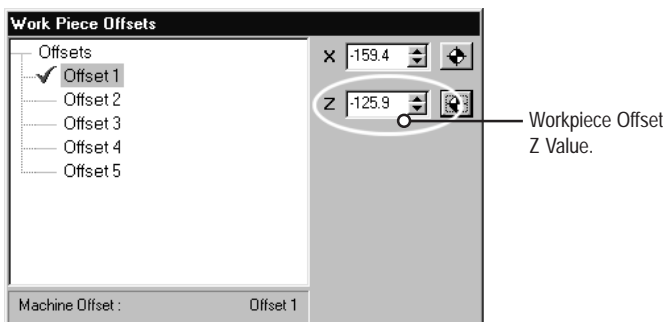 Work Piece Offsets
Offsets
Offset 1
Offset 2
Offset 3
Offset 4
Offset 5
X -159.4
Z -125.9
Workpiece Offset
Z Value.
Machine Offset : Offset 1